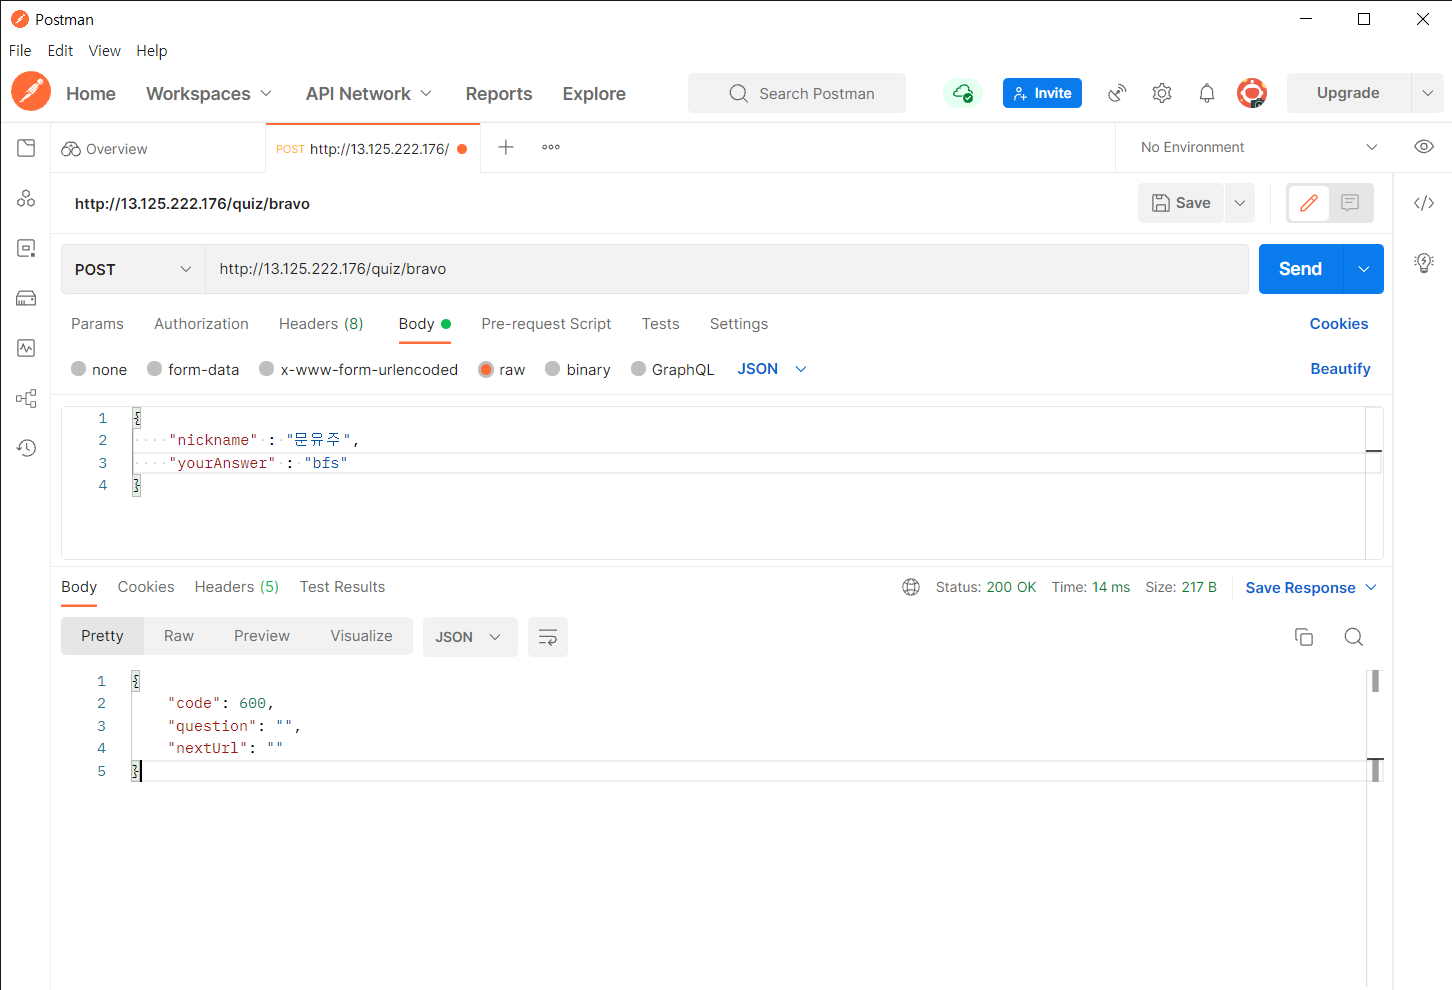 Postman
File Edit View Help
Home Workspaces API Network Reports Explore Search Postman Invite Upgrade
Overview POST http://13.125.222.176/ No Environment
http://13.125.222.176/quiz/bravo Save
POST http://13.125.222.176/quiz/bravo Send
Params Authorization Headers (8) Body Pre-request Script Tests Settings Cookies
none form-data x-www-form-urlencoded raw binary GraphQL JSON Beautify
1 {
2 "nickname" : "문유주",
3 "yourAnswer" : "bfs"
4 }
Body Cookies Headers (5) Test Results Status: 200 OK Time: 14 ms Size: 217 B Save Response
Pretty Raw Preview Visualize JSON
1 {
2 "code": 600,
3 "question": "",
4 "nextUrl": ""
5 }